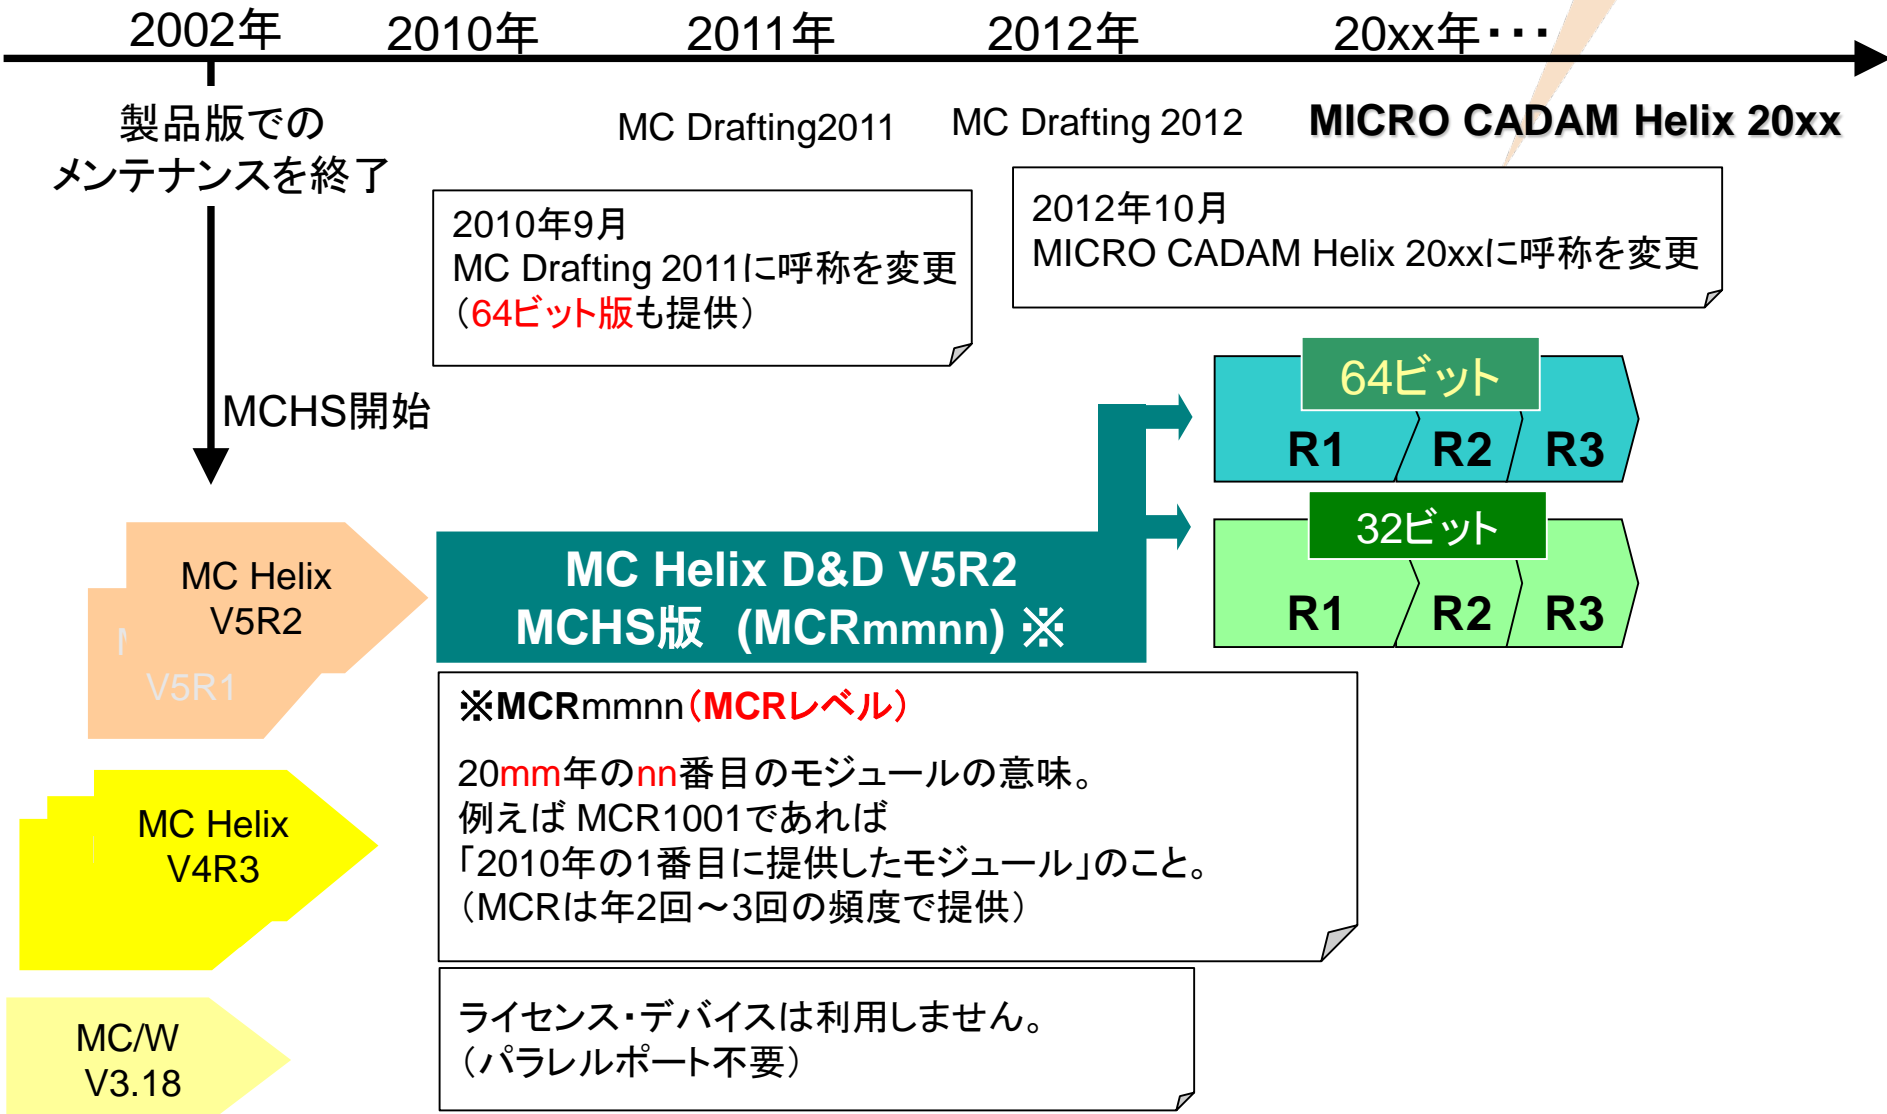 2002年
2010年
2011年
2012年
20xx年･･･
製品版での
メンテナンスを終了
MC Drafting2011
MC Drafting 2012
MICRO CADAM Helix 20xx
2010年9月
MC Drafting 2011に呼称を変更
（64ビット版も提供）
2012年10月
MICRO CADAM Helix 20xxに呼称を変更
MCHS開始
64ビット
R1
R2
R3
32ビット
R1
R2
R3
MC Helix
V5R2
V5R1
MC Helix D&D V5R2
MCHS版 (MCRmmnn) ※
※MCRmmnn（MCRレベル）
20mm年のnn番目のモジュールの意味。
例えば MCR1001であれば
「2010年の1番目に提供したモジュール」のこと。
（MCRは年2回～3回の頻度で提供）
MC Helix
V4R3
ライセンス・デバイスは利用しません。
（パラレルポート不要）
MC/W
V3.18